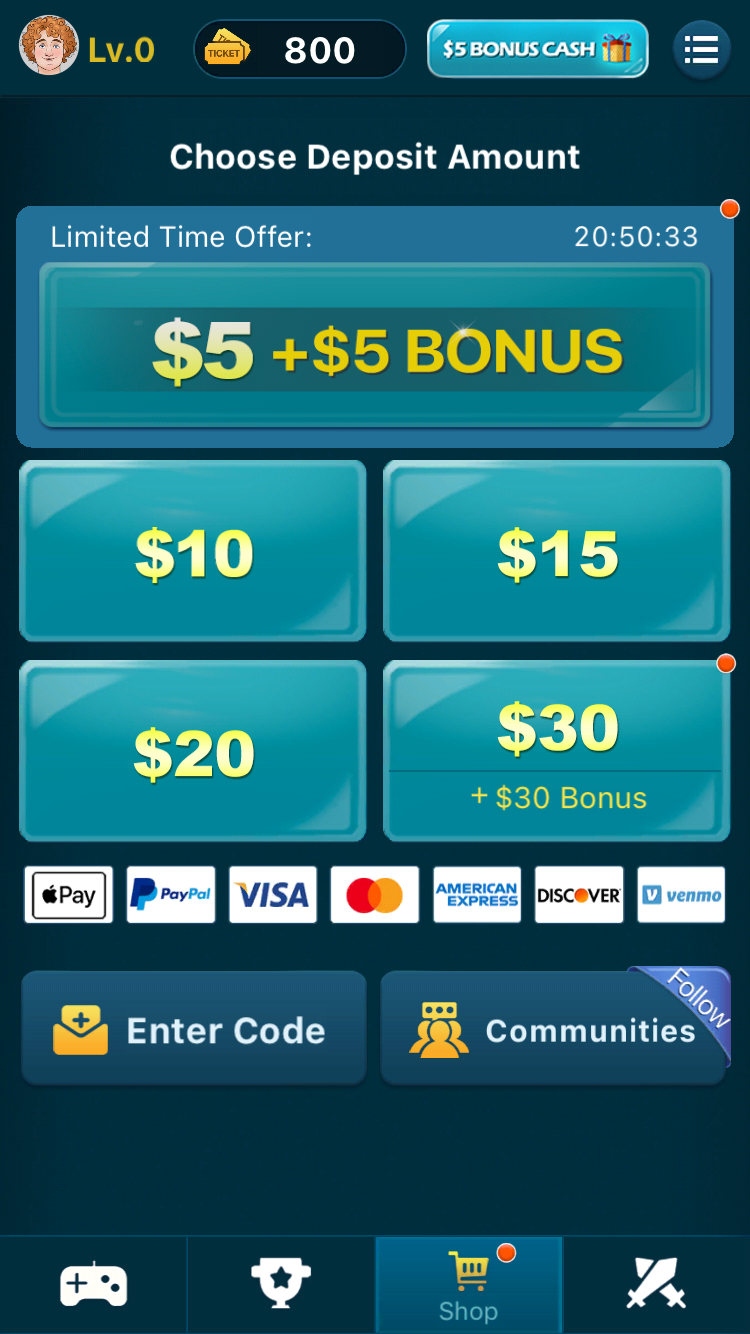 Lv.0
TICKET
800
$5 BONUS CASH
Choose Deposit Amount
Limited Time Offer:
20:50:33
$5 +$5 BONUS
$10
$15
$20
$30
+ $30 Bonus
Pay
PayPal
VISA
AMERICAN
EXPRESS
DISCOVER
venmo
Enter Code
Communities
Follow
Shop